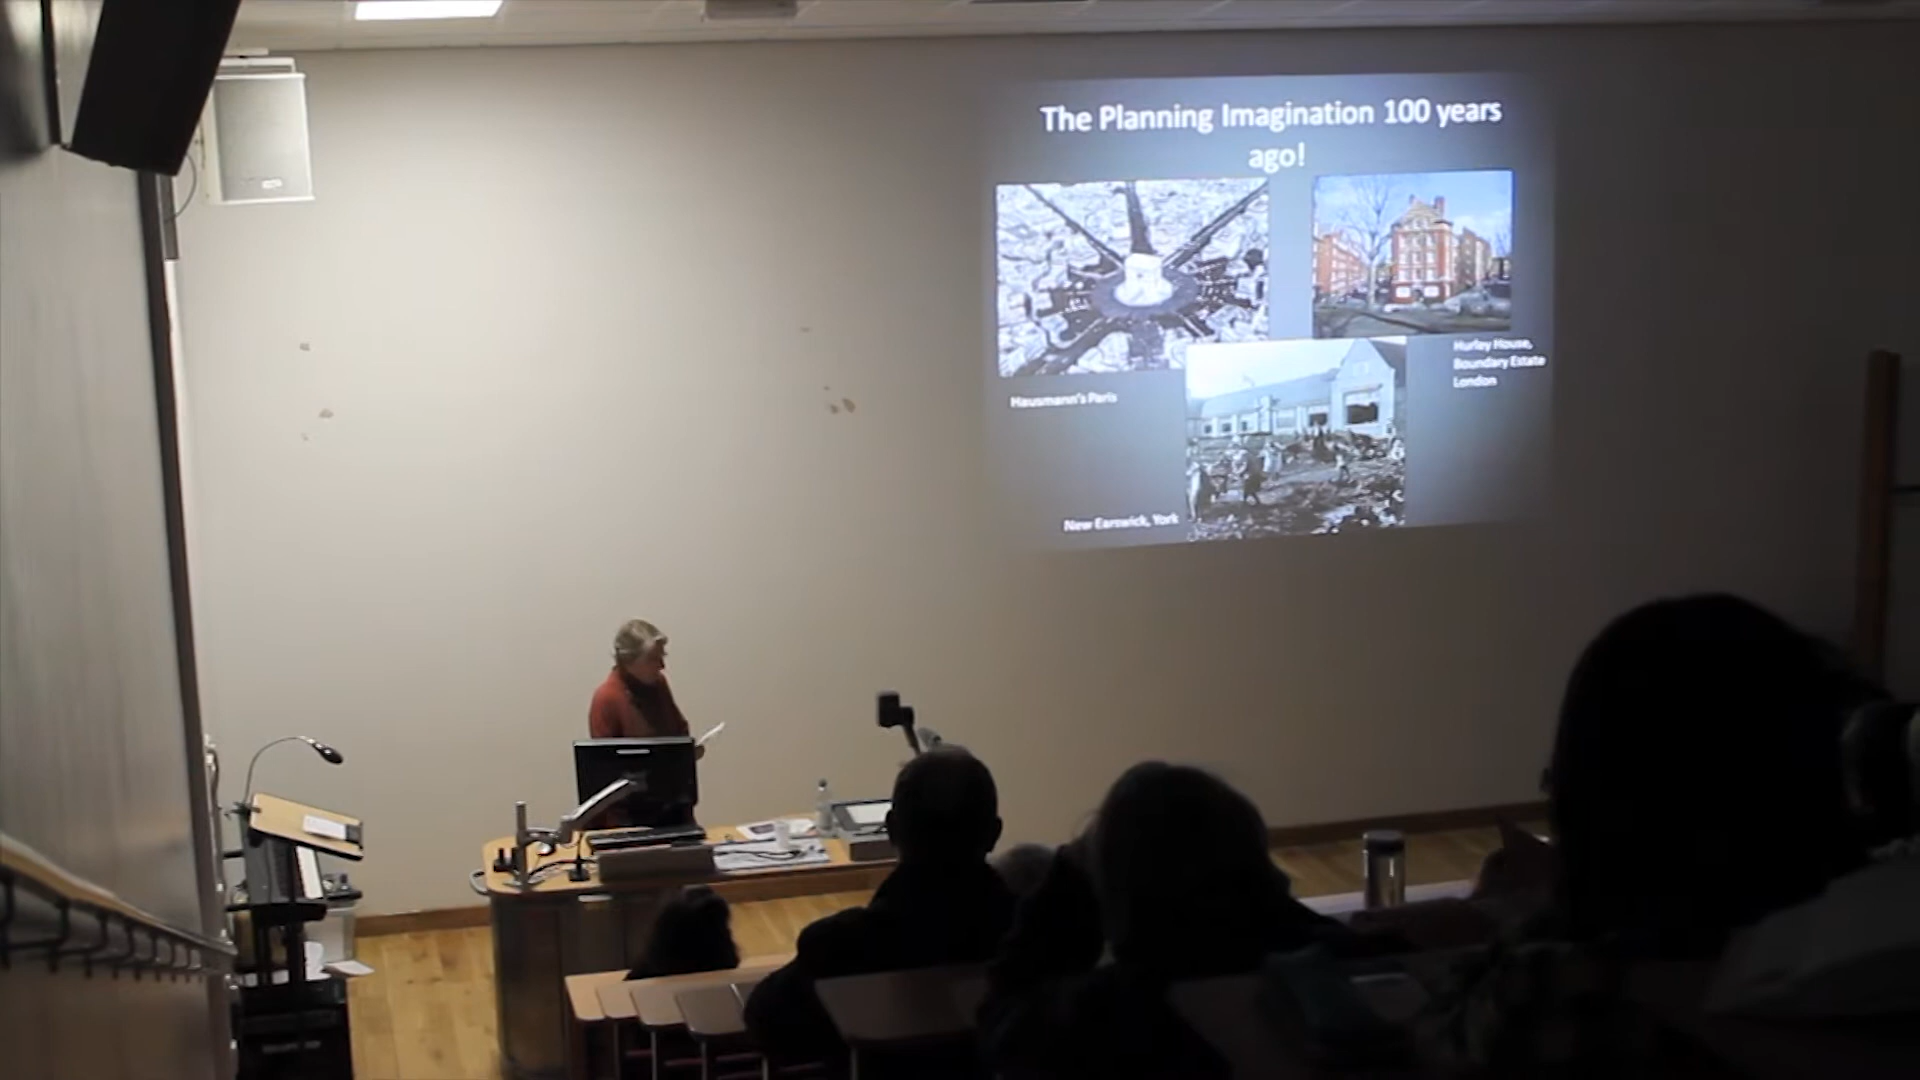 The Planning Imagination 100 years
ago!
Hausmann's Paris
Hurley House,
Boundary Estate
London
New Earswick, York